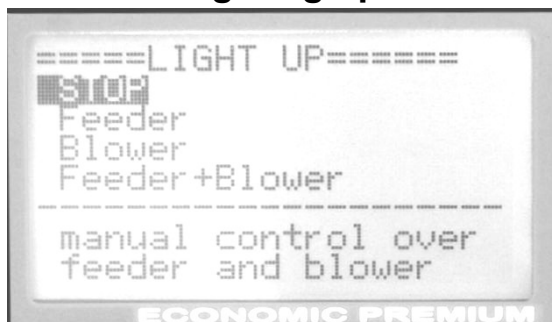 =====LIGHT UP======
STOP
Feeder
Blower
Feeder+Blower
----------------------
manual control over
feeder and blower
ECONOMIC PREMIUM